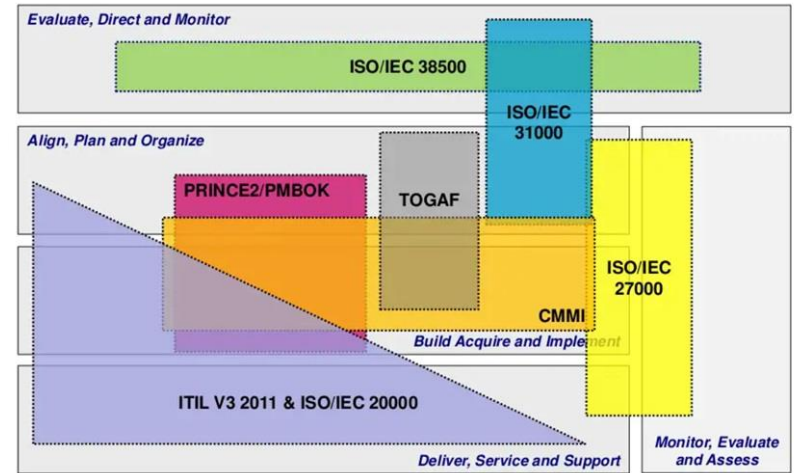 Evaluate, Direct and Monitor
ISO/IEC 38500
ISO/IEC
31000
Align, Plan and Organize
PRINCE2/PMBOK
TOGAF
ISO/IEC
27000
CMMI
Build Acquire and Implement
ITIL V3 2011 & ISO/IEC 20000
Deliver, Service and Support
Monitor, Evaluate
and Assess